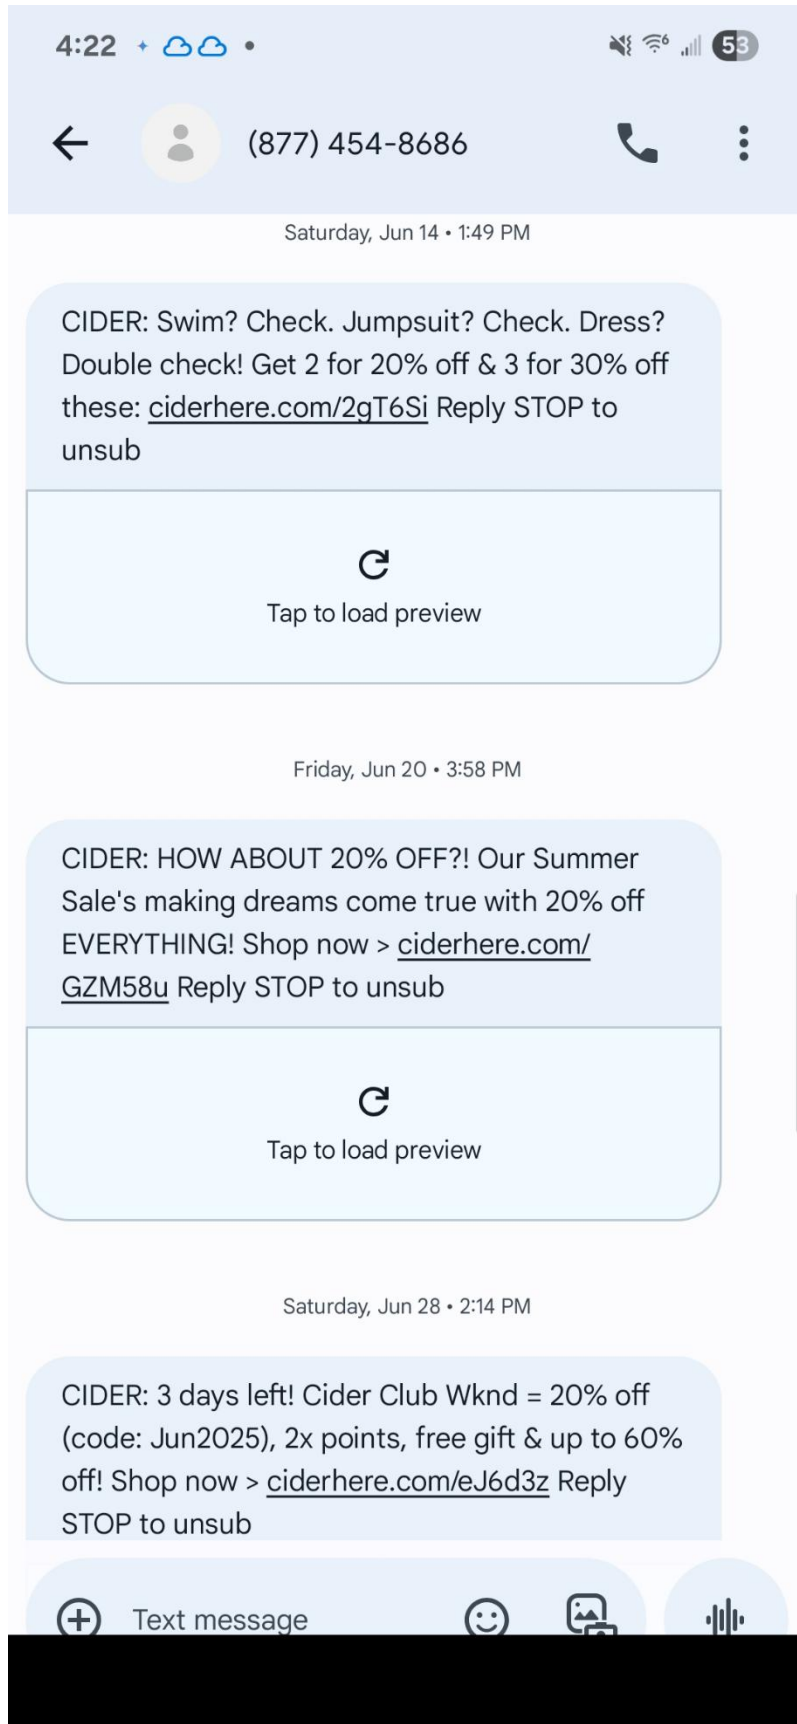 4:22
53
(877) 454-8686
Saturday, Jun 14 • 1:49 PM
CIDER: Swim? Check. Jumpsuit? Check. Dress?
Double check! Get 2 for 20% off & 3 for 30% off
these: ciderhere.com/2gT6Si Reply STOP to
unsub
Tap to load preview
Friday, Jun 20 • 3:58 PM
CIDER: HOW ABOUT 20% OFF?! Our Summer
Sale's making dreams come true with 20% off
EVERYTHING! Shop now > ciderhere.com/
GZM58u Reply STOP to unsub
Tap to load preview
Saturday, Jun 28 • 2:14 PM
CIDER: 3 days left! Cider Club Wknd = 20% off
(code: Jun2025), 2x points, free gift & up to 60%
off! Shop now > ciderhere.com/eJ6d3z Reply
STOP to unsub
Text message